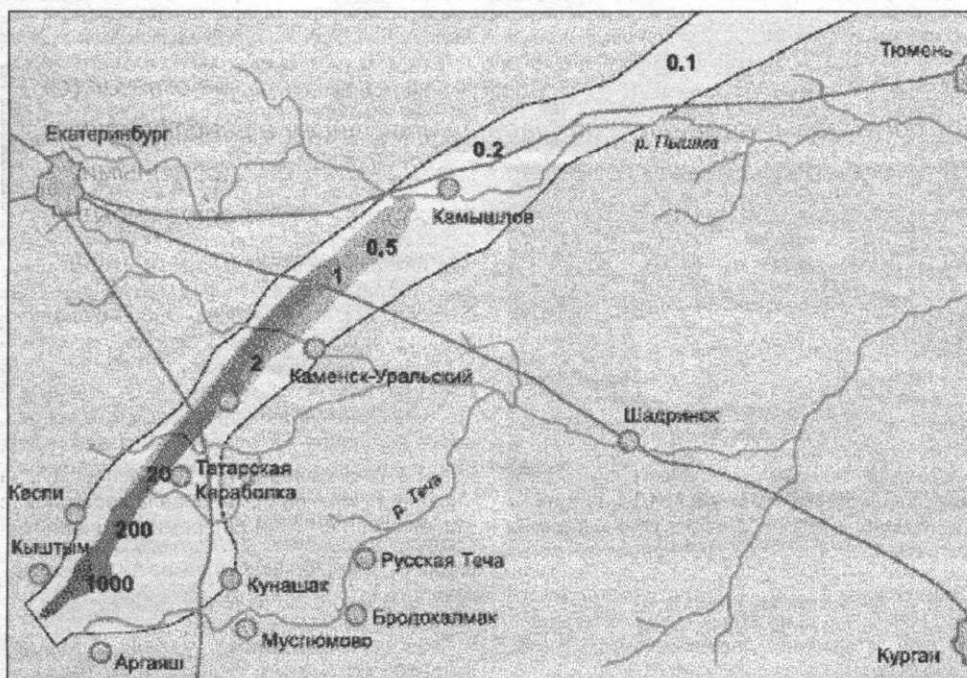 0.1
Тюмень
Екатеринбург
0.2
р. Пышма
Камышлов
0.5
1
2
Каменск-Уральский
Шадринск
20
Татарская
Караболка
Касли
р. Теча
200
Кыштым
Русская Теча
1000
Кунашак
Бродокалмак
Муслюмово
Аргаяш
Курган